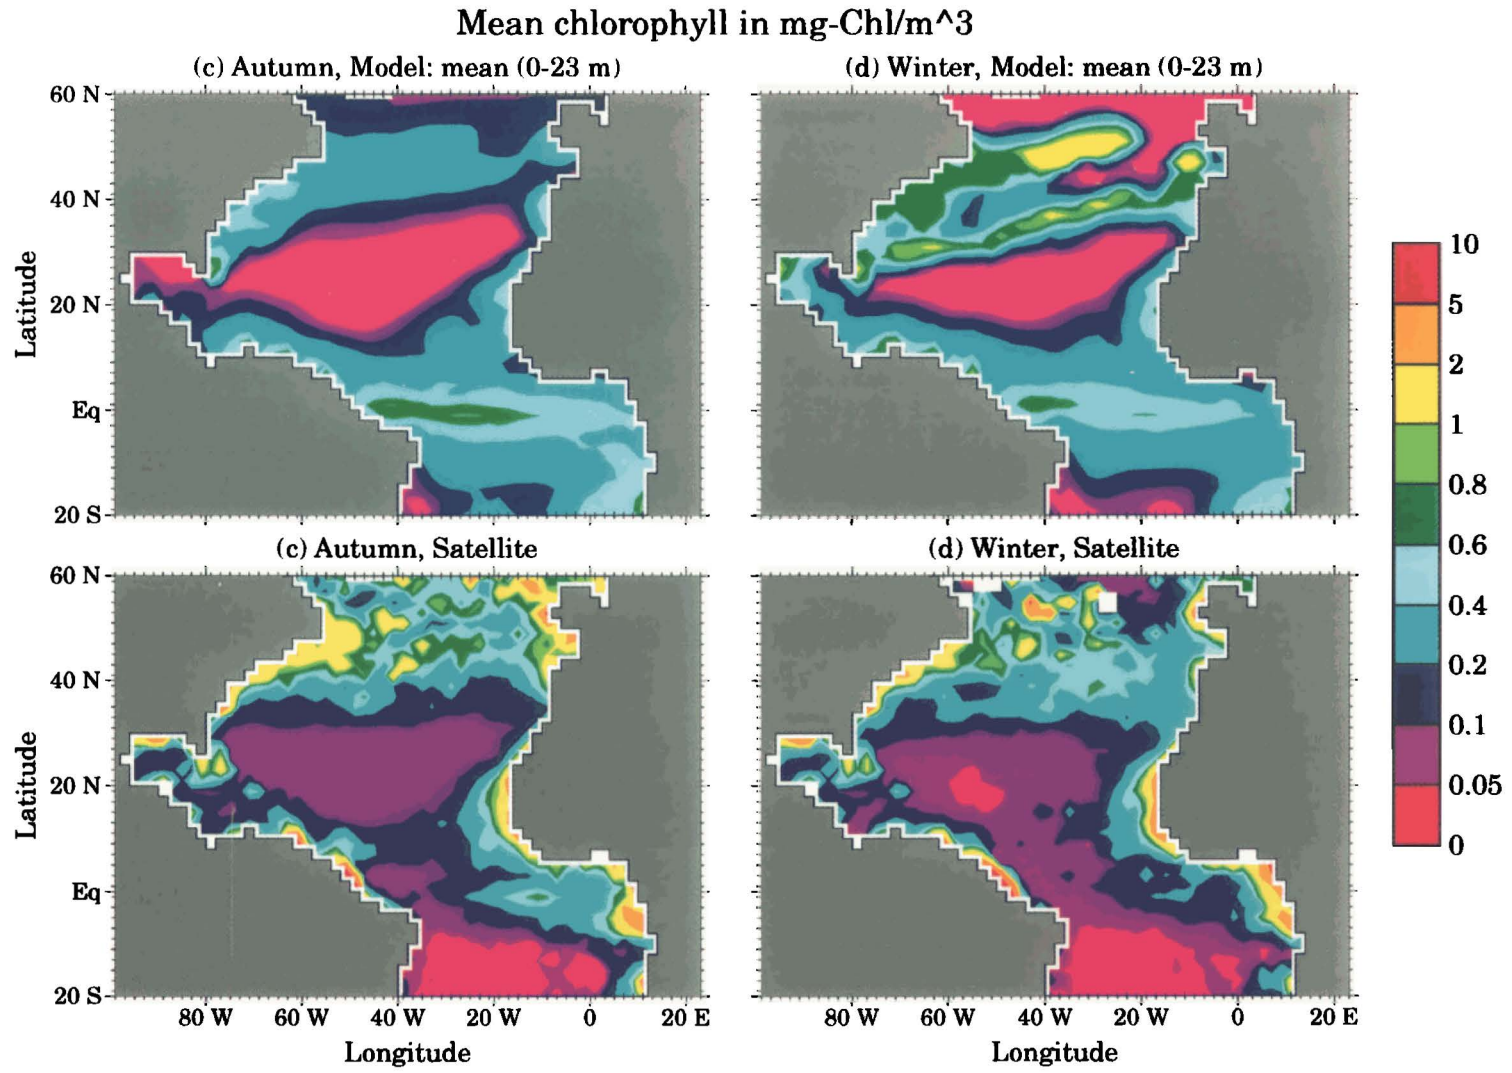 Mean chlorophyll in mg-Chl/m^3
(c) Autumn, Model: mean (0-23 m)
(d) Winter, Model: mean (0-23 m)
60 N
40 N
20 N
Eq
20 S
Latitude
(c) Autumn, Satellite
(d) Winter, Satellite
60 N
40 N
20 N
Eq
20 S
Latitude
80 W 60 W 40 W 20 W 0 20 E
80 W 60 W 40 W 20 W 0 20 E
Longitude
Longitude
10
5
2
1
0.8
0.6
0.4
0.2
0.1
0.05
0